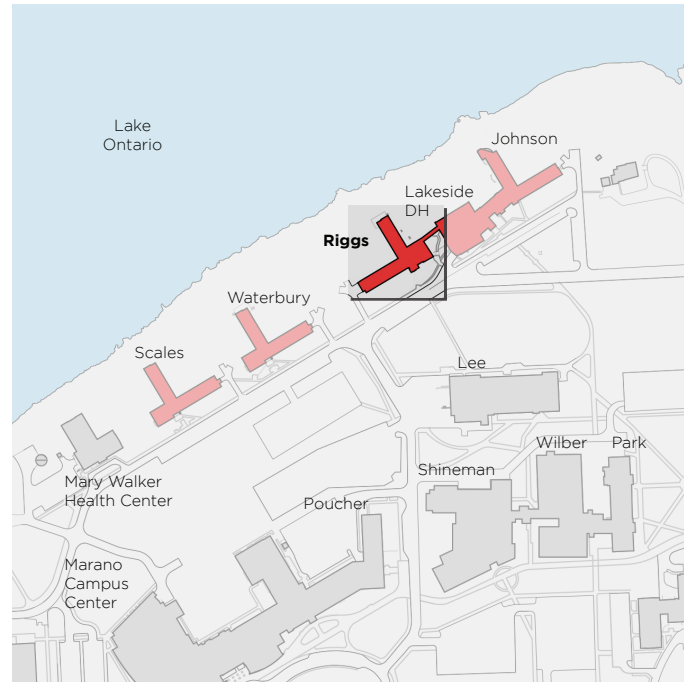 Lake
Ontario
Johnson
Lakeside
DH
Riggs
Waterbury
Scales
Lee
Wilber
Park
Shineman
Mary Walker
Health Center
Poucher
Marano
Campus
Center